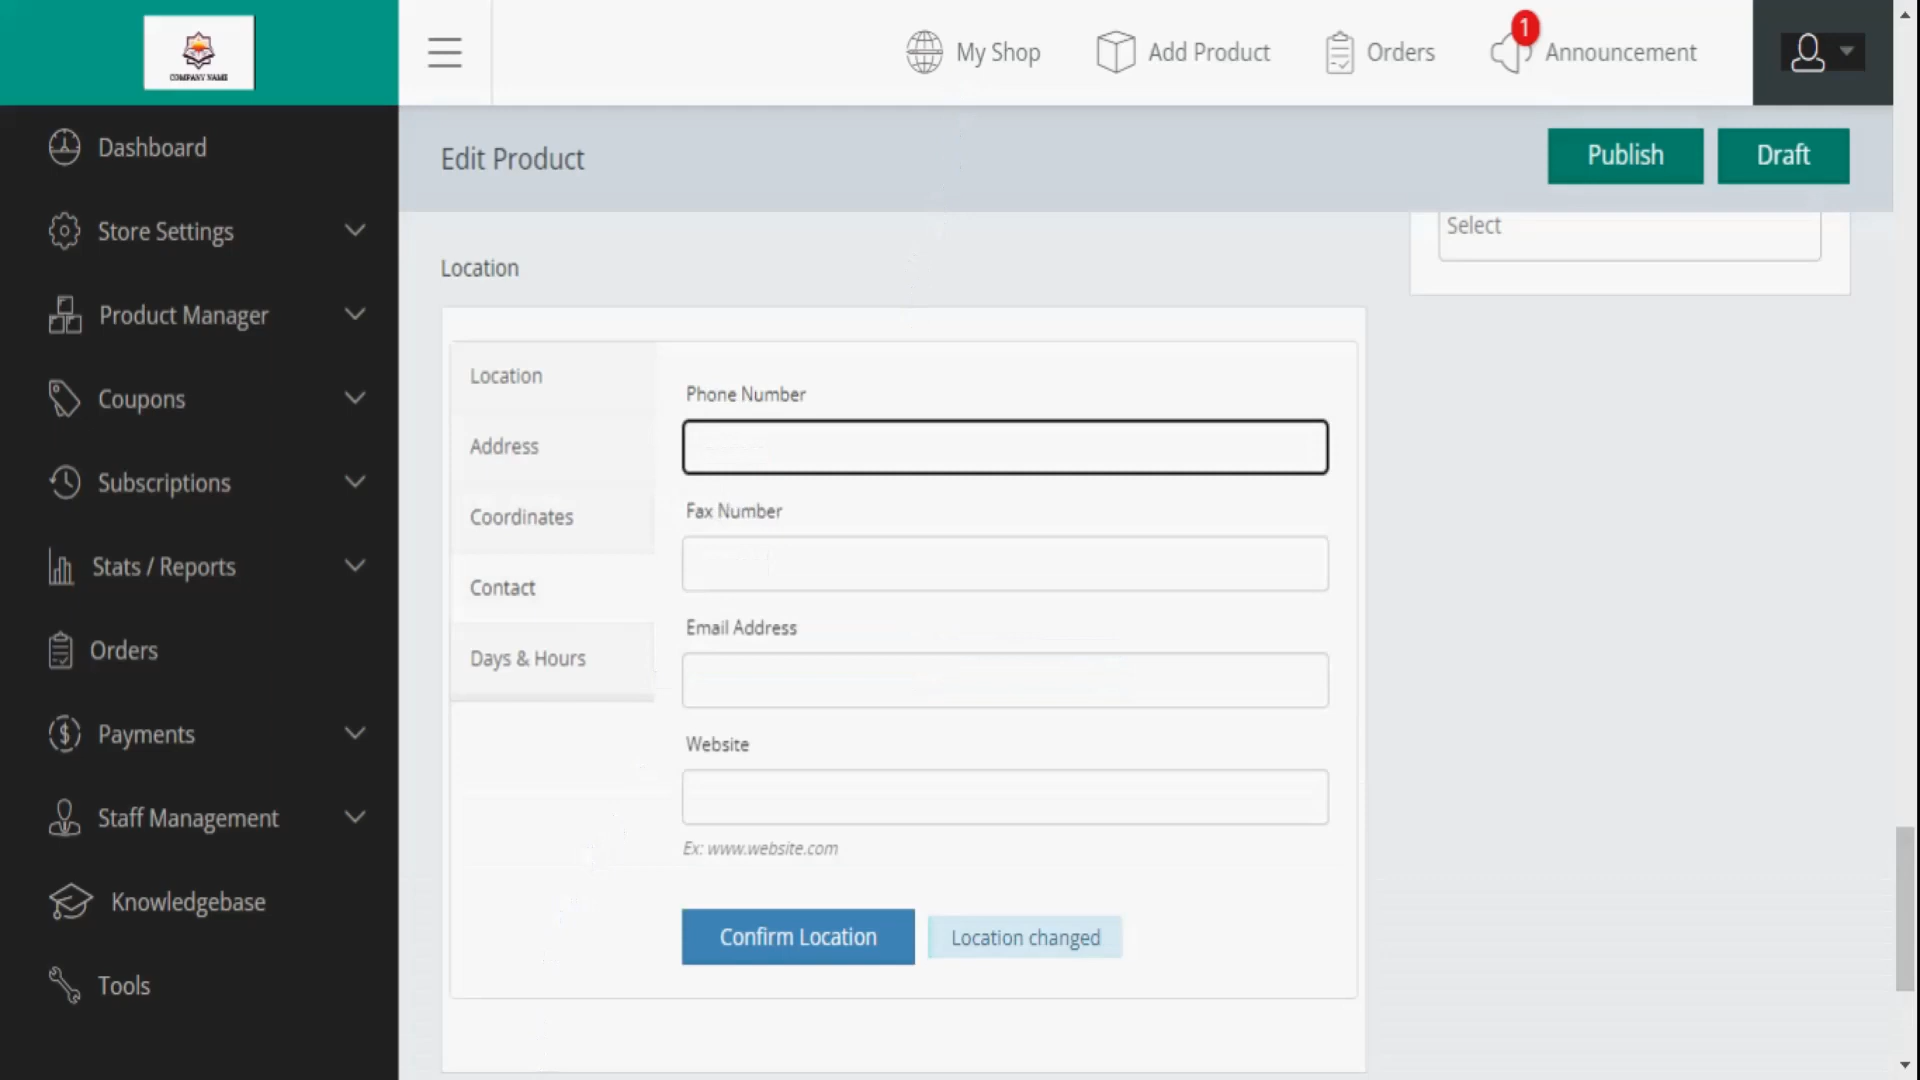 COMPANY NAME
My Shop
Add Product
Orders
1
Announcement
Dashboard
Store Settings
Product Manager
Coupons
Subscriptions
Stats / Reports
Orders
Payments
Staff Management
Knowledgebase
Tools
Edit Product
Publish
Draft
Select
Location
Location
Address
Coordinates
Contact
Days & Hours
Phone Number
Fax Number
Email Address
Website
Ex: www.website.com
Confirm Location
Location changed